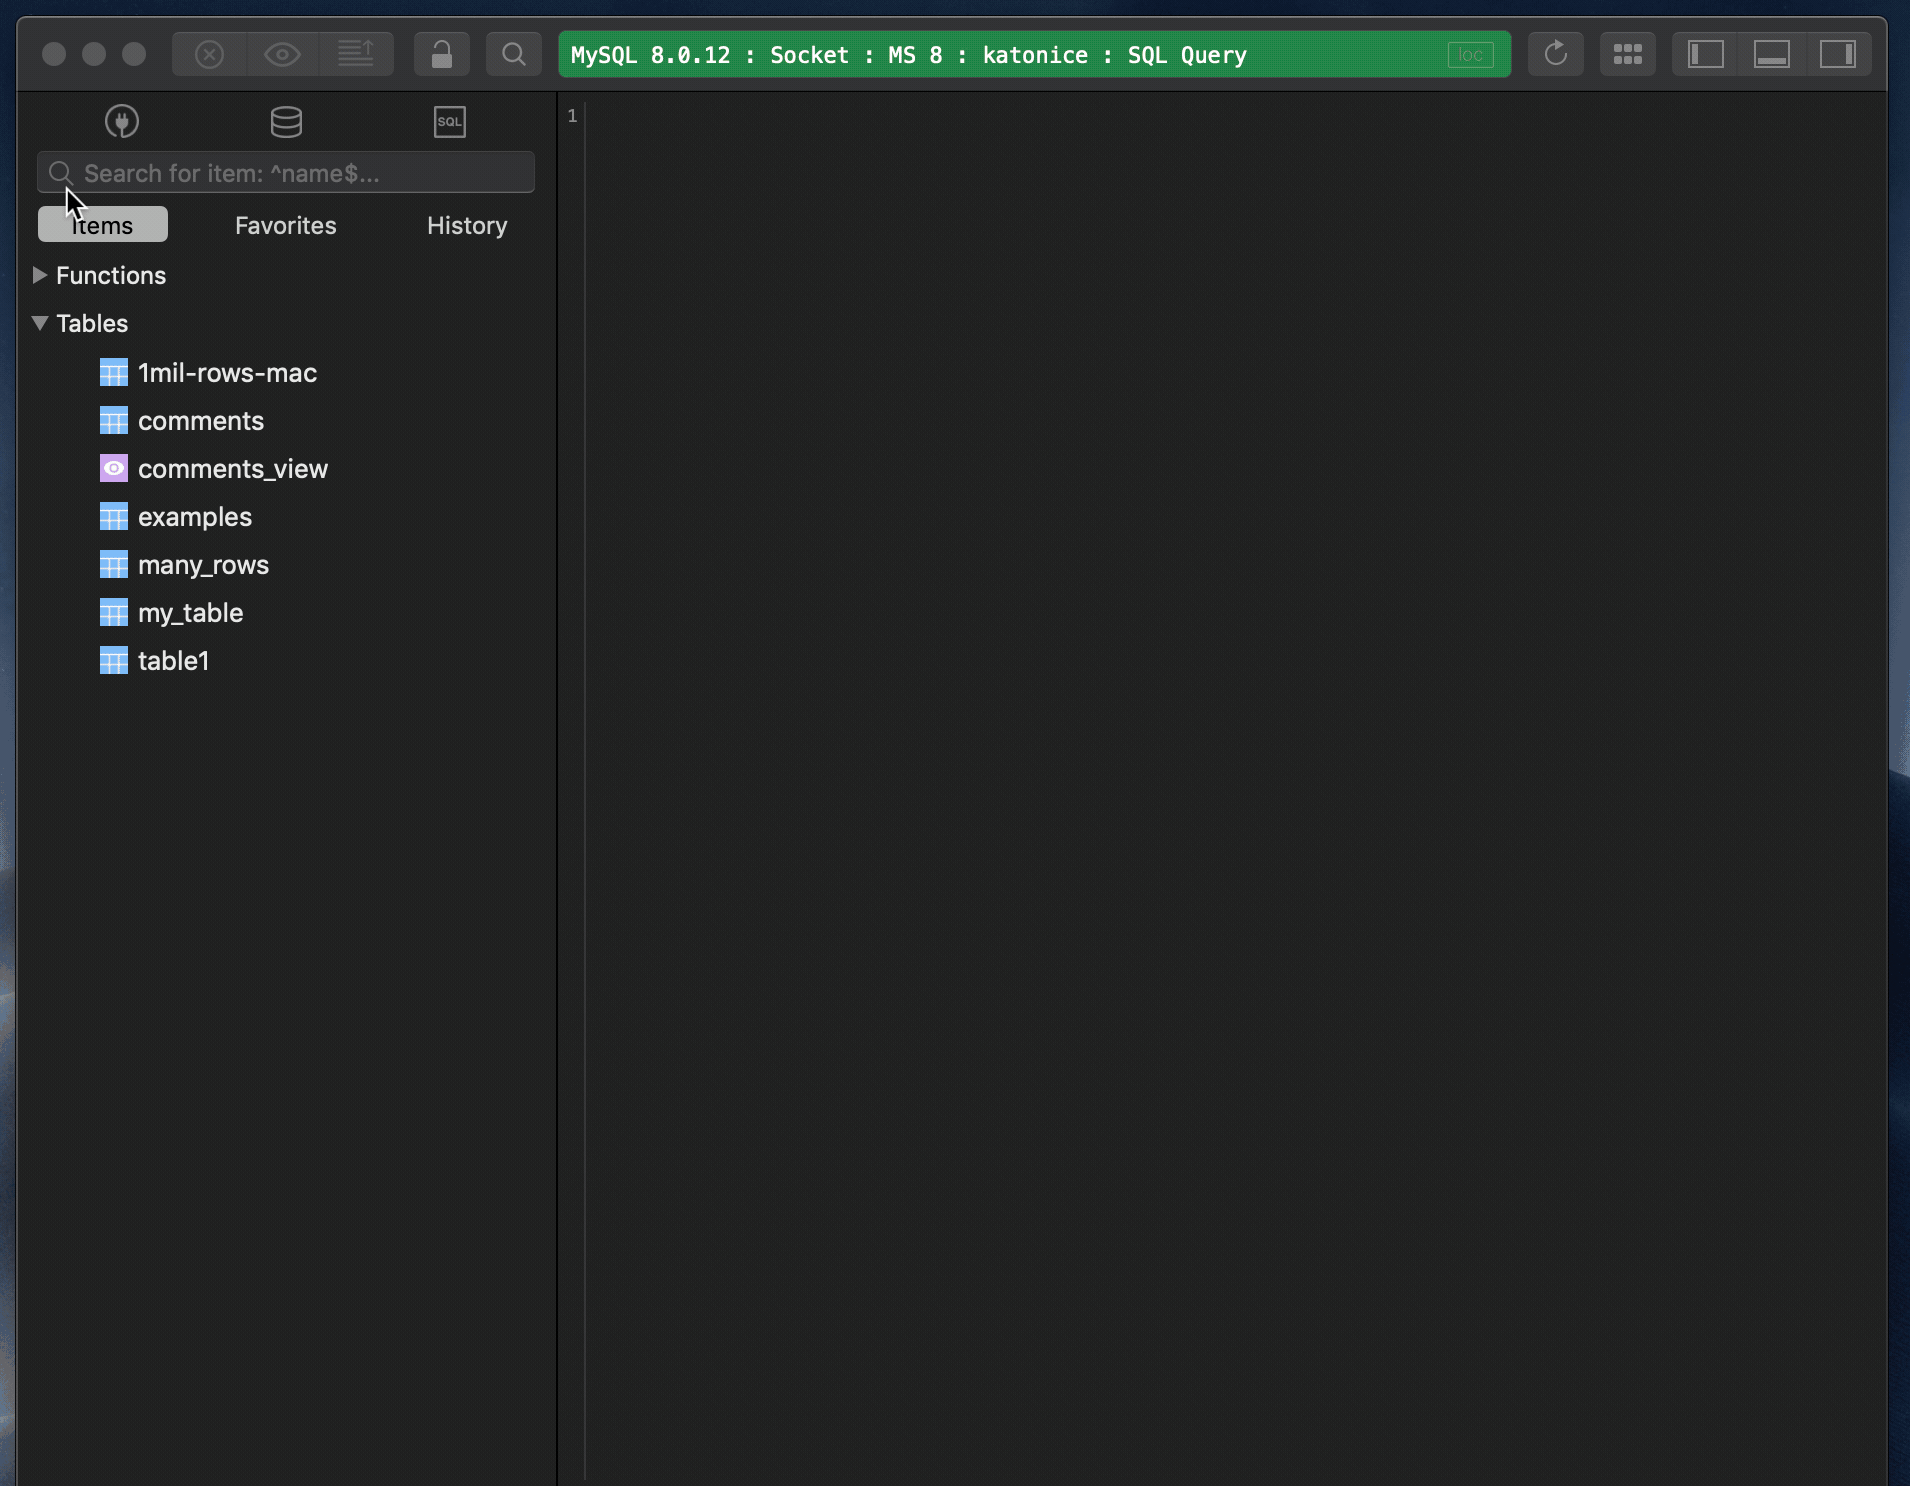 MySQL 8.0.12 : Socket : MS 8 : katonice : SQL Query
loc
SQL
Search for item: ^name$...
Items
Favorites
History
Functions
Tables
1mil-rows-mac
comments
comments_view
examples
many_rows
my_table
table1
1